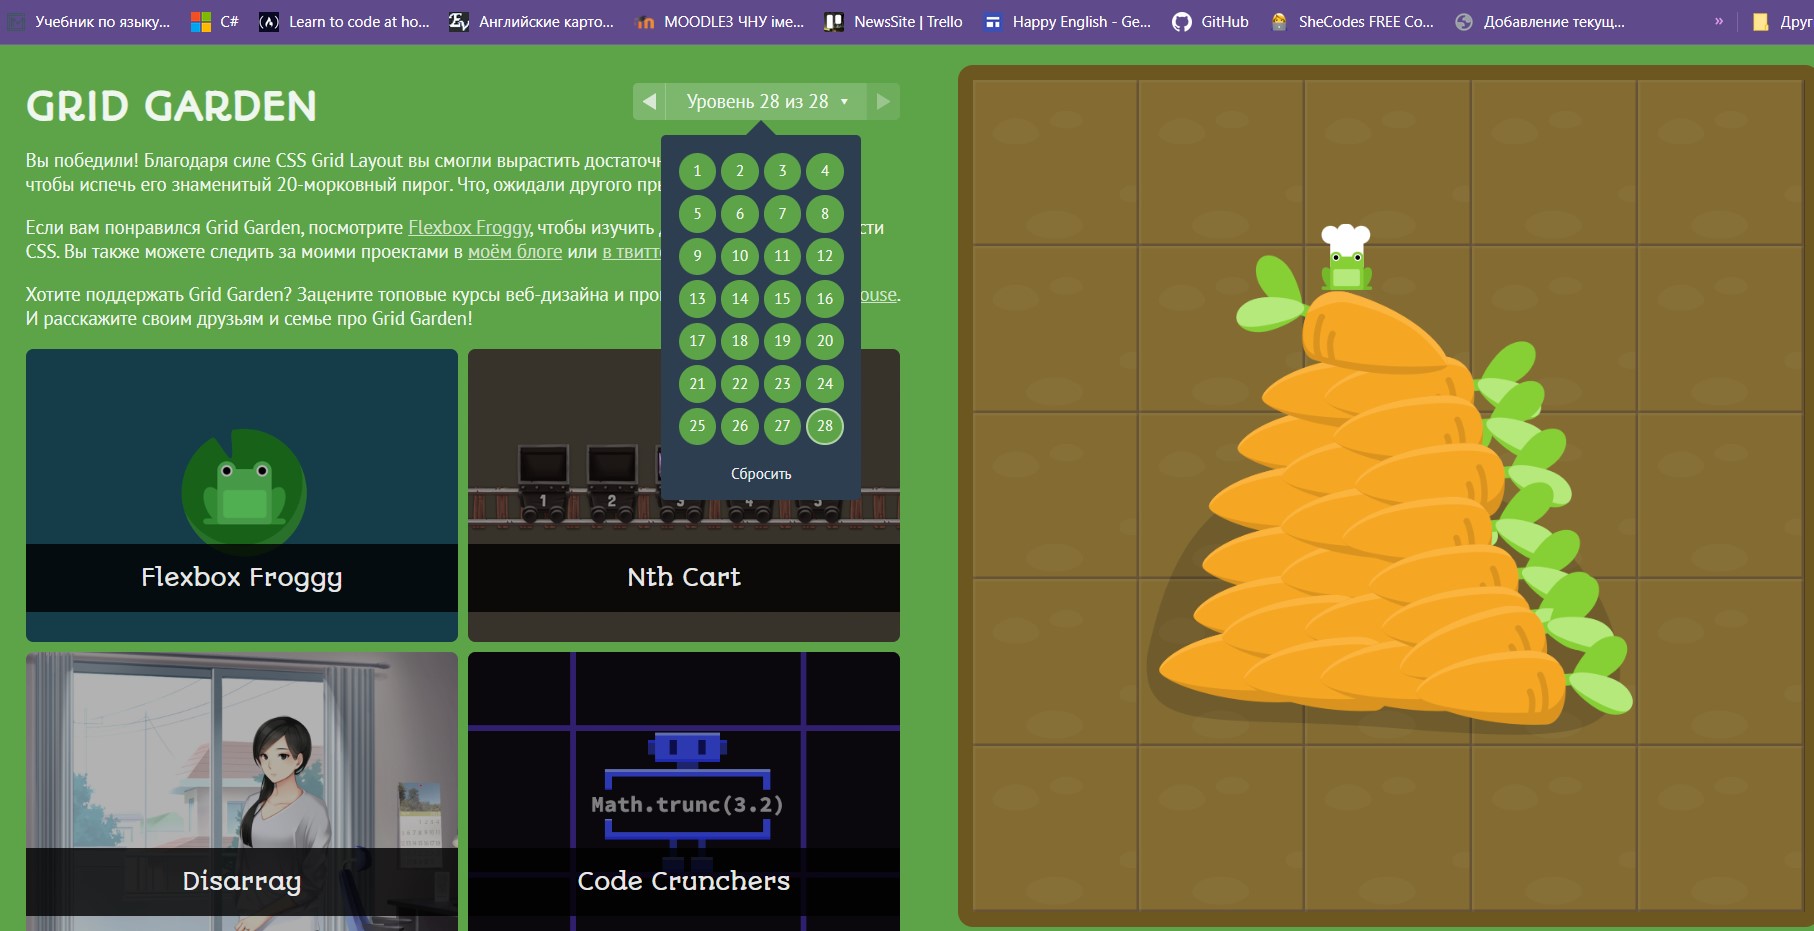 Учебник по языку...
C#
Learn to code at ho...
Английские карто...
MOODLE3 ЧНУ іме...
NewsSite | Trello
Happy English - Ge...
GitHub
SheCodes FREE Co...
Добавление текущ...
»
Друг
GRID GARDEN
Уровень 28 из 28
Вы победили! Благодаря силе CSS Grid Layout вы смогли вырастить
чтобы испечь его знаменитый 20-морковный пирог. Что, ожидали другого
Если вам понравился Grid Garden, посмотрите Flexbox Froggy, чтобы изучить
CSS. Вы также можете следить за моими проектами в моём блоге или в
Хотите поддержать Grid Garden? Зацените топовые курсы веб-дизайна и
И расскажите своим друзьям и семье про Grid Garden!
1 2 3 4
5 6 7 8
9 10 11 12
13 14 15 16
17 18 19 20
21 22 23 24
25 26 27 28
Сбросить
1 2 3 4 5
Flexbox Froggy
Nth Cart
Math.trunc(3.2)
Disarray
Code Crunchers